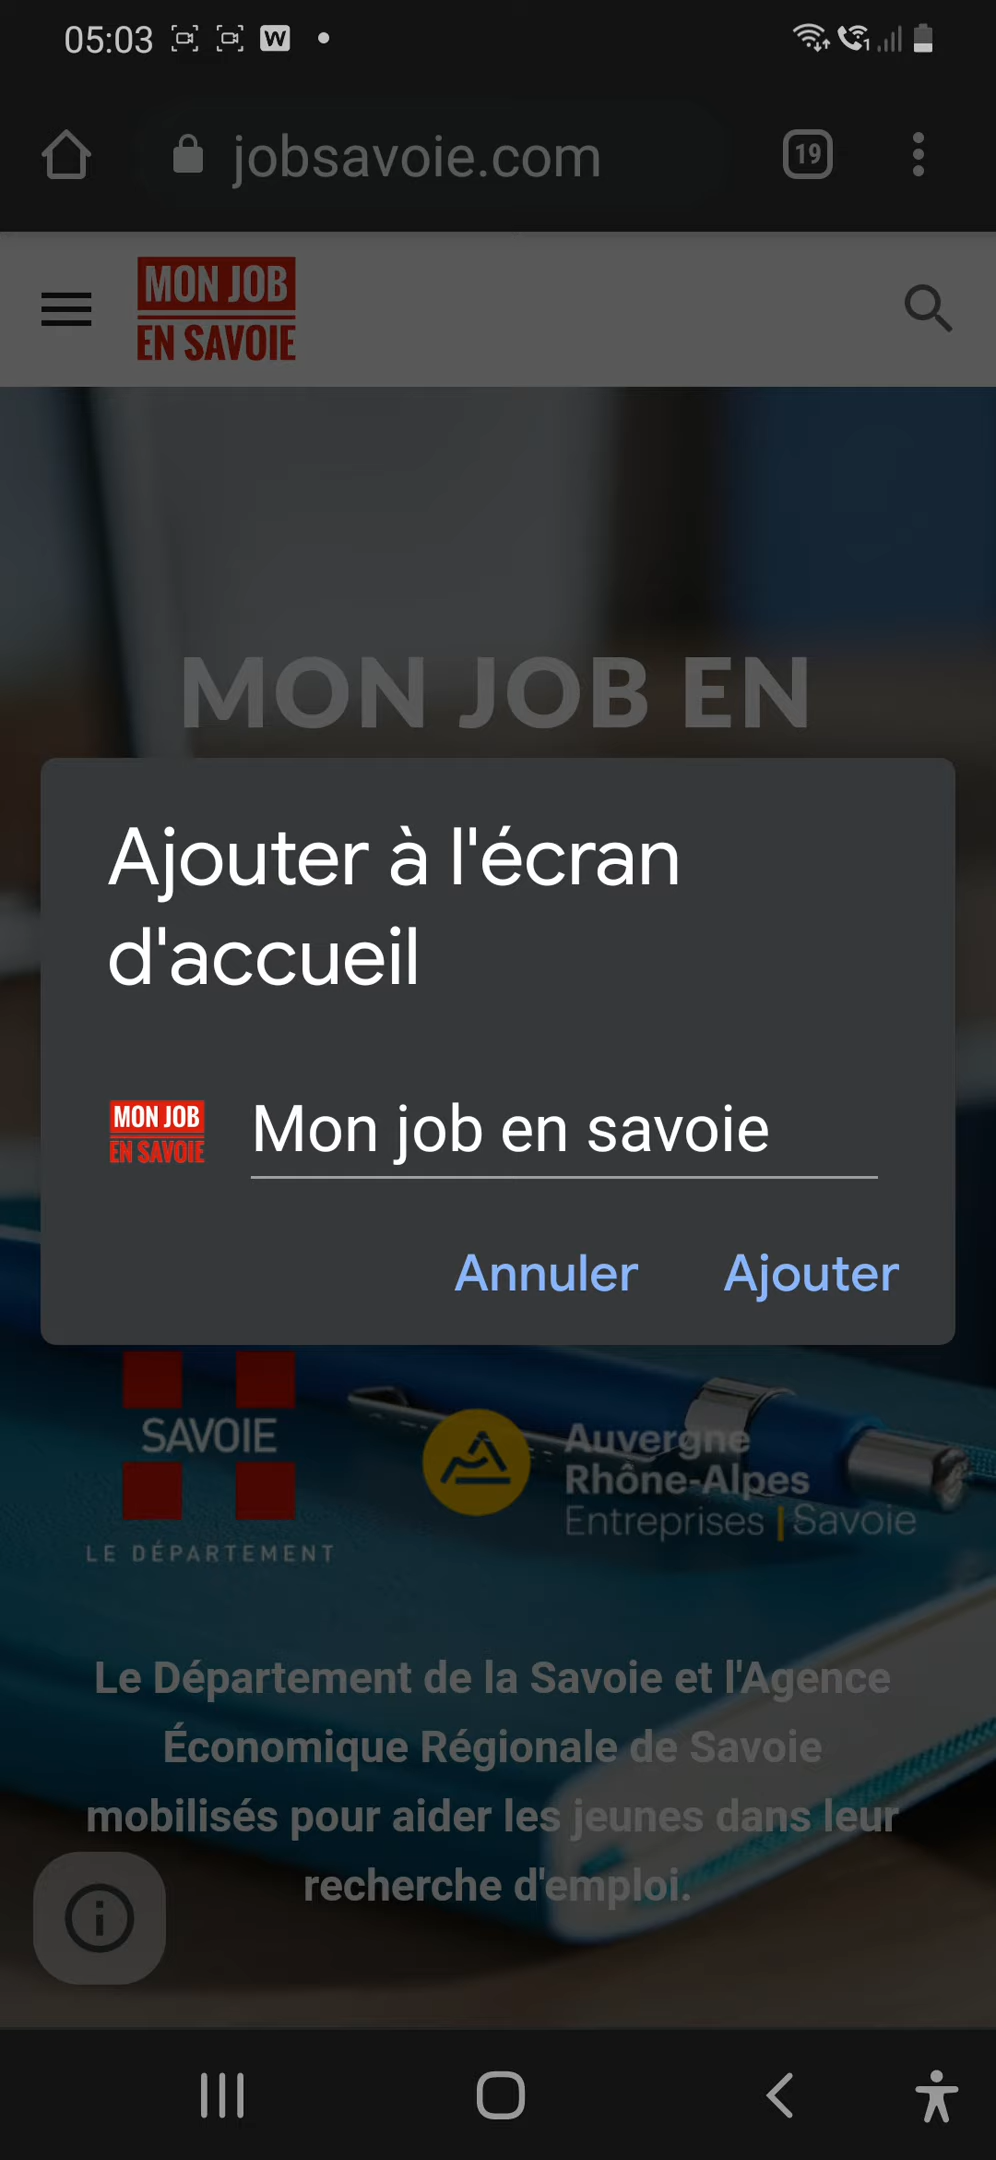 05:03
W
1
jobsavoie.com
19
MON JOB
EN SAVOIE
MON JOB EN
Ajouter à l'écran
d'accueil
MON JOB
EN SAVOIE
Mon job en savoie
Annuler
Ajouter
SAVOIE
LE DÉPARTEMENT
Auvergne
Rhône-Alpes
Entreprises | Savoie
Le Département de la Savoie et l'Agence
Économique Régionale de Savoie
mobilisés pour aider les jeunes dans leur
recherche d'emploi.